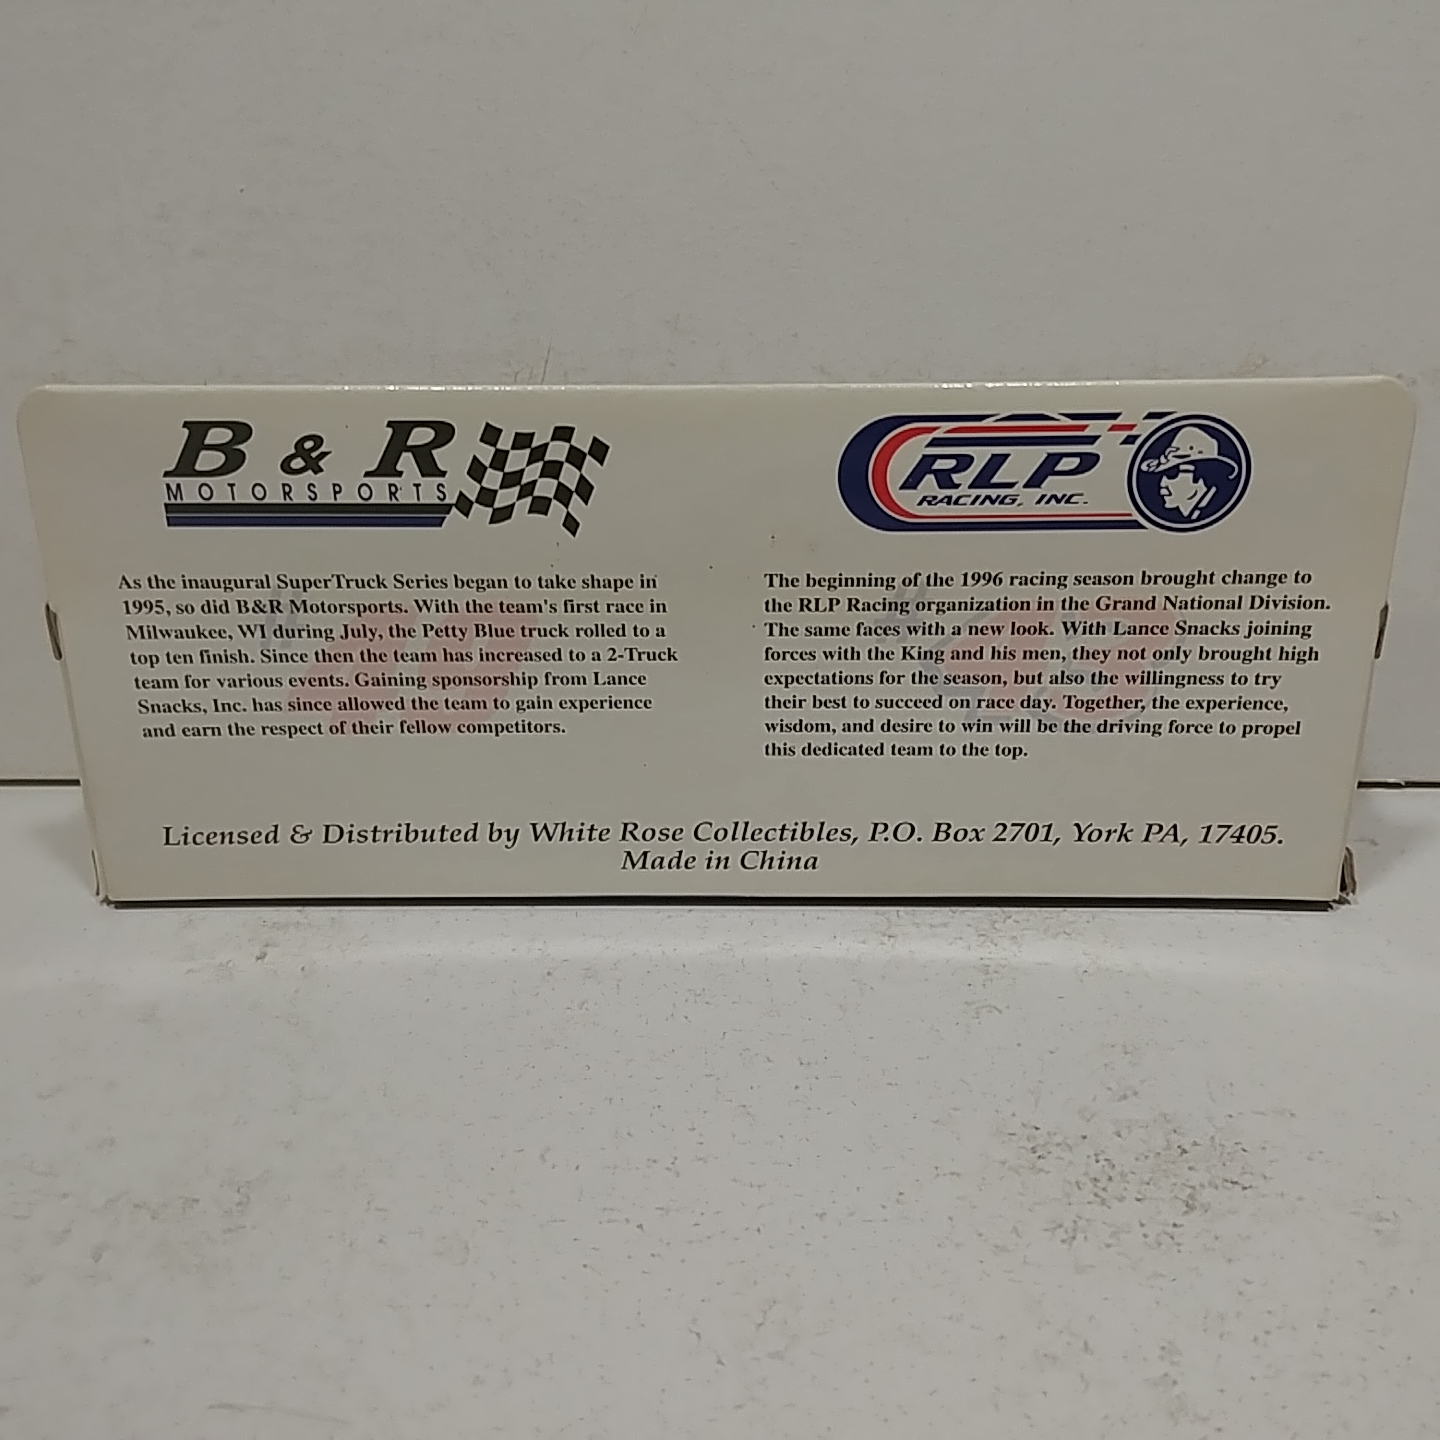 B & R
MOTORSPORTS
As the inaugural SuperTruck Series began to take shape in
1995, so did B&R Motorsports. With the team's first race in
Milwaukee, WI during July, the Petty Blue truck rolled to a
top ten finish. Since then the team has increased to a 2-Truck
team for various events. Gaining sponsorship from Lance
Snacks, Inc. has since allowed the team to gain experience
and earn the respect of their fellow competitors.
RLP
RACING, INC.
The beginning of the 1996 racing season brought change to
the RLP Racing organization in the Grand National Division.
The same faces with a new look. With Lance Snacks joining
forces with the King and his men, they not only brought high
expectations for the season, but also the willingness to try
their best to succeed on race day. Together, the experience,
wisdom, and desire to win will be the driving force to propel
this dedicated team to the top.
Licensed & Distributed by White Rose Collectibles, P.O. Box 2701, York PA, 17405.
Made in China